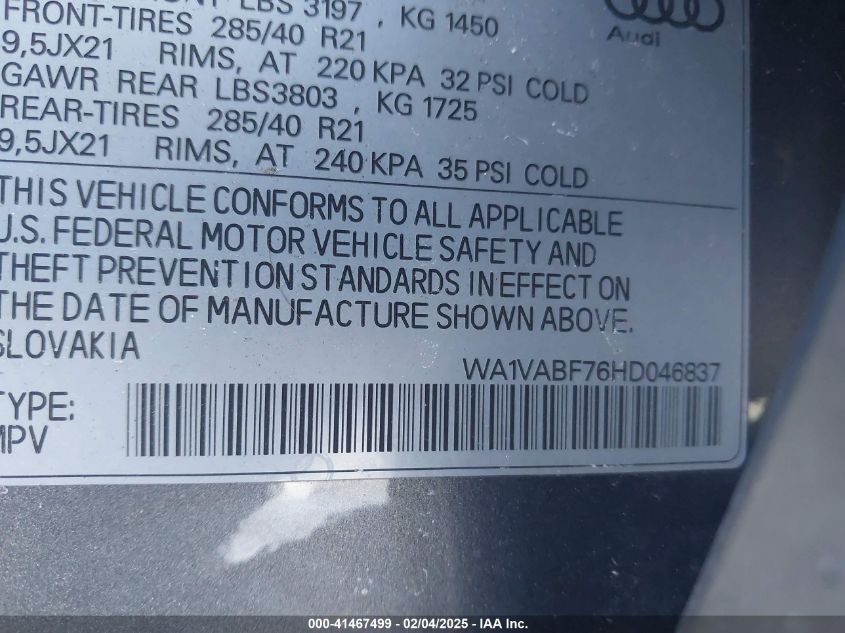 FRONT LBS 3197 , KG 1450
FRONT-TIRES 285/40 R21
9,5JX21 RIMS, AT 220 KPA 32 PSI COLD
GAWR REAR LBS3803 , KG 1725
REAR-TIRES 285/40 R21
9,5JX21 RIMS, AT 240 KPA 35 PSI COLD
Audi
THIS VEHICLE CONFORMS TO ALL APPLICABLE
U.S. FEDERAL MOTOR VEHICLE SAFETY AND
THEFT PREVENTION STANDARDS IN EFFECT ON
THE DATE OF MANUFACTURE SHOWN ABOVE.
SLOVAKIA
WA1VABF76HD046837
TYPE:
MPV
000-41467499 - 02/04/2025 - IAA Inc.